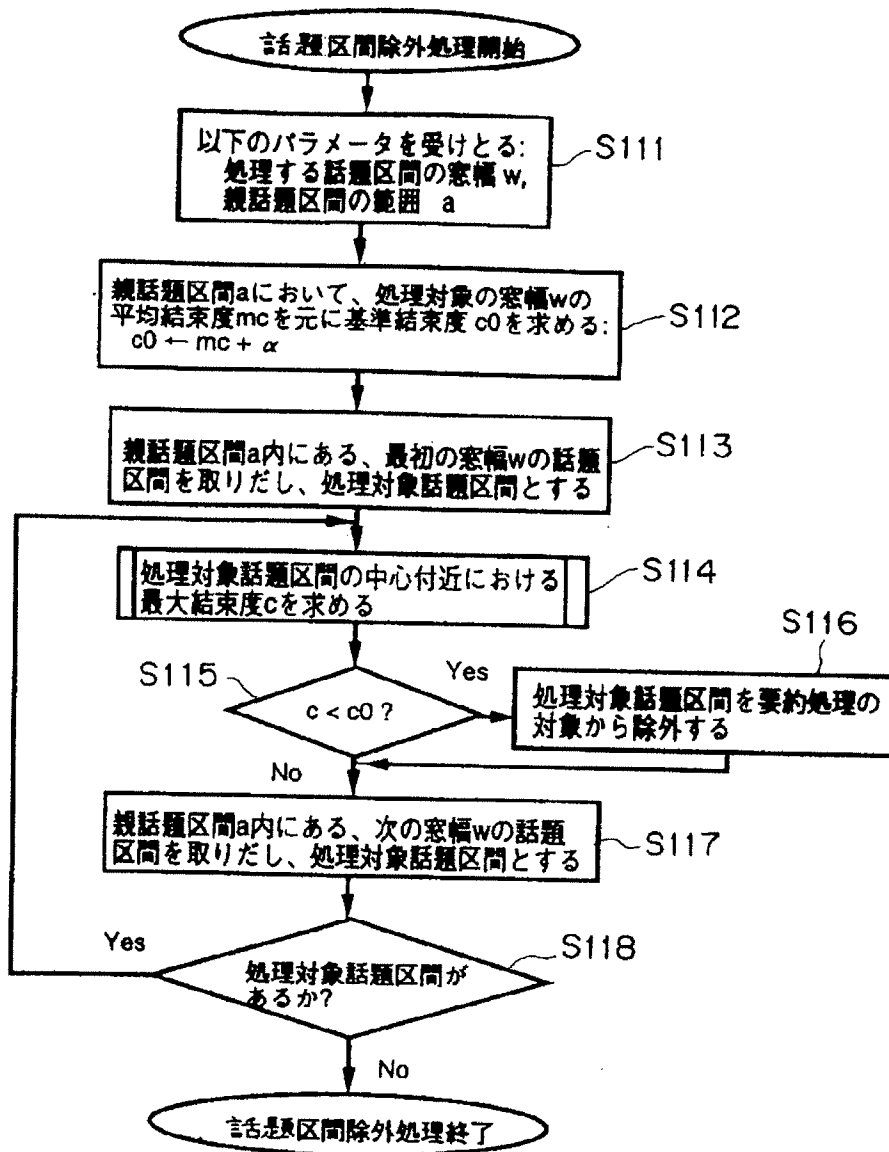 話題区間除外処理開始
以下のパラメータを受けとる:
処理する話題区間の窓幅 w,
親話題区間の範囲 a
S111
親話題区間aにおいて、処理対象の窓幅wの
平均結束度mcを元に基準結束度 c0を求める:
c0 ← mc + α
S112
親話題区間a内にある、最初の窓幅wの話題
区間を取りだし、処理対象話題区間とする
S113
処理対象話題区間の中心付近における
最大結束度cを求める
S114
S115
c < c0 ?
Yes
S116
処理対象話題区間を要約処理の
対象から除外する
No
親話題区間a内にある、次の窓幅wの話題
区間を取りだし、処理対象話題区間とする
S117
Yes
S118
処理対象話題区間が
あるか?
No
話題区間除外処理終了